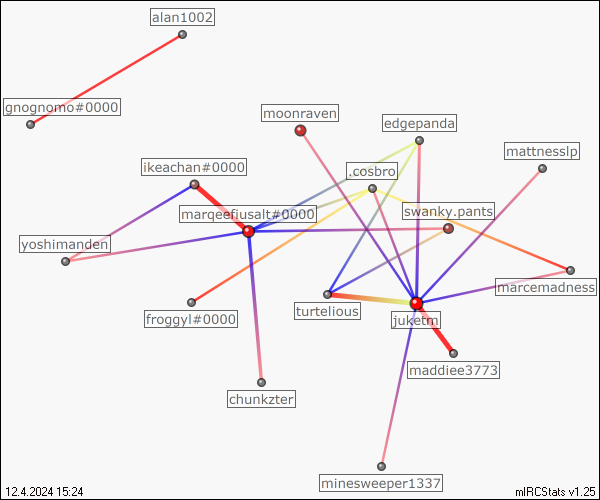 alan1002
gnognomo#0000
moonraven
edgepanda
mattnesslp
ikeachan#0000
.cosbro
marqeefiusalt#0000
swanky.pants
yoshimanden
marcemadness
froggyl#0000
turtelious
juketm
maddiee3773
chunkzter
minesweeper1337
12.4.2024 15:24
mIRCStats v1.25